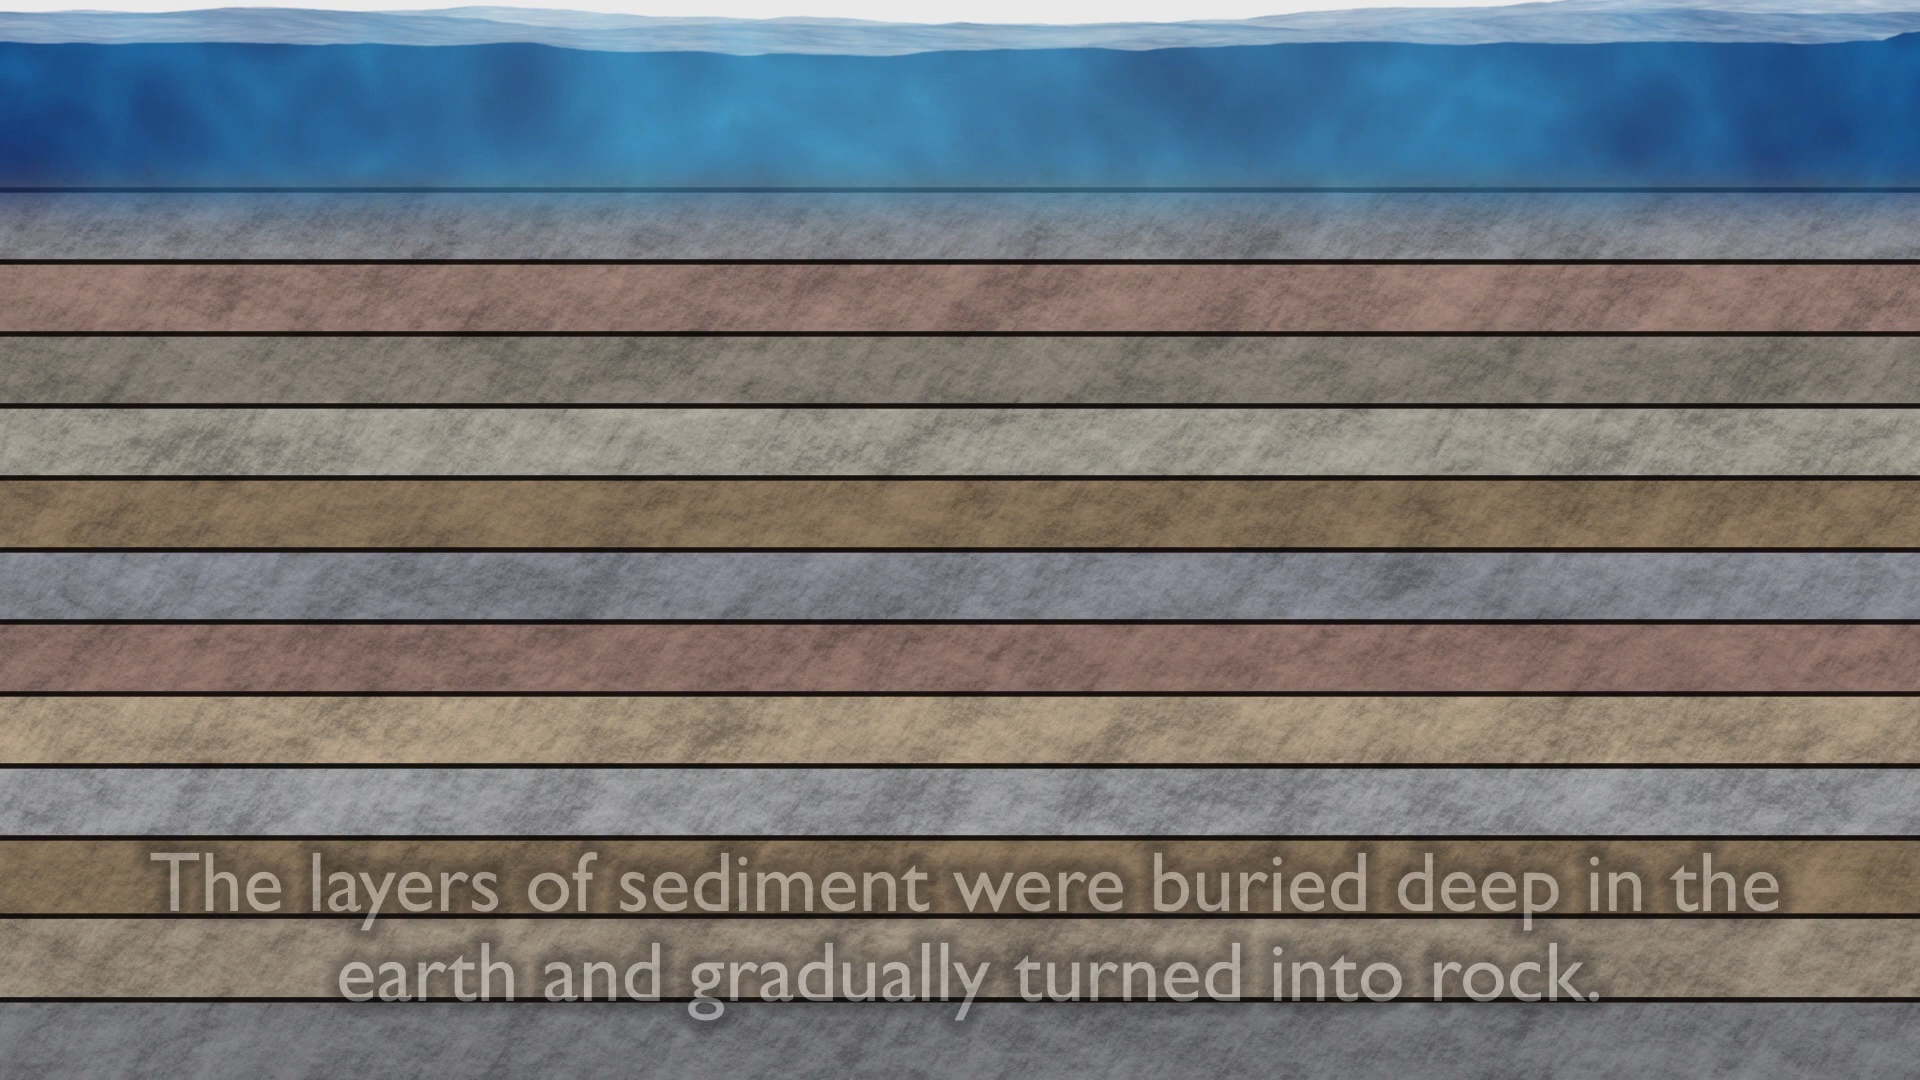 The layers of sediment were buried deep in the
earth and gradually turned into rock.